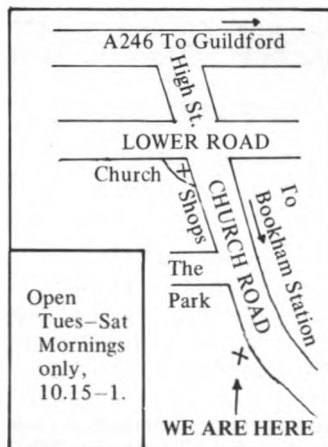 A246 To Guildford
High St.
LOWER ROAD
Church
Shops
CHURCH ROAD
To
Bookham Station
The
Park
Open
Tues–Sat
Mornings
only,
10.15–1.
WE ARE HERE